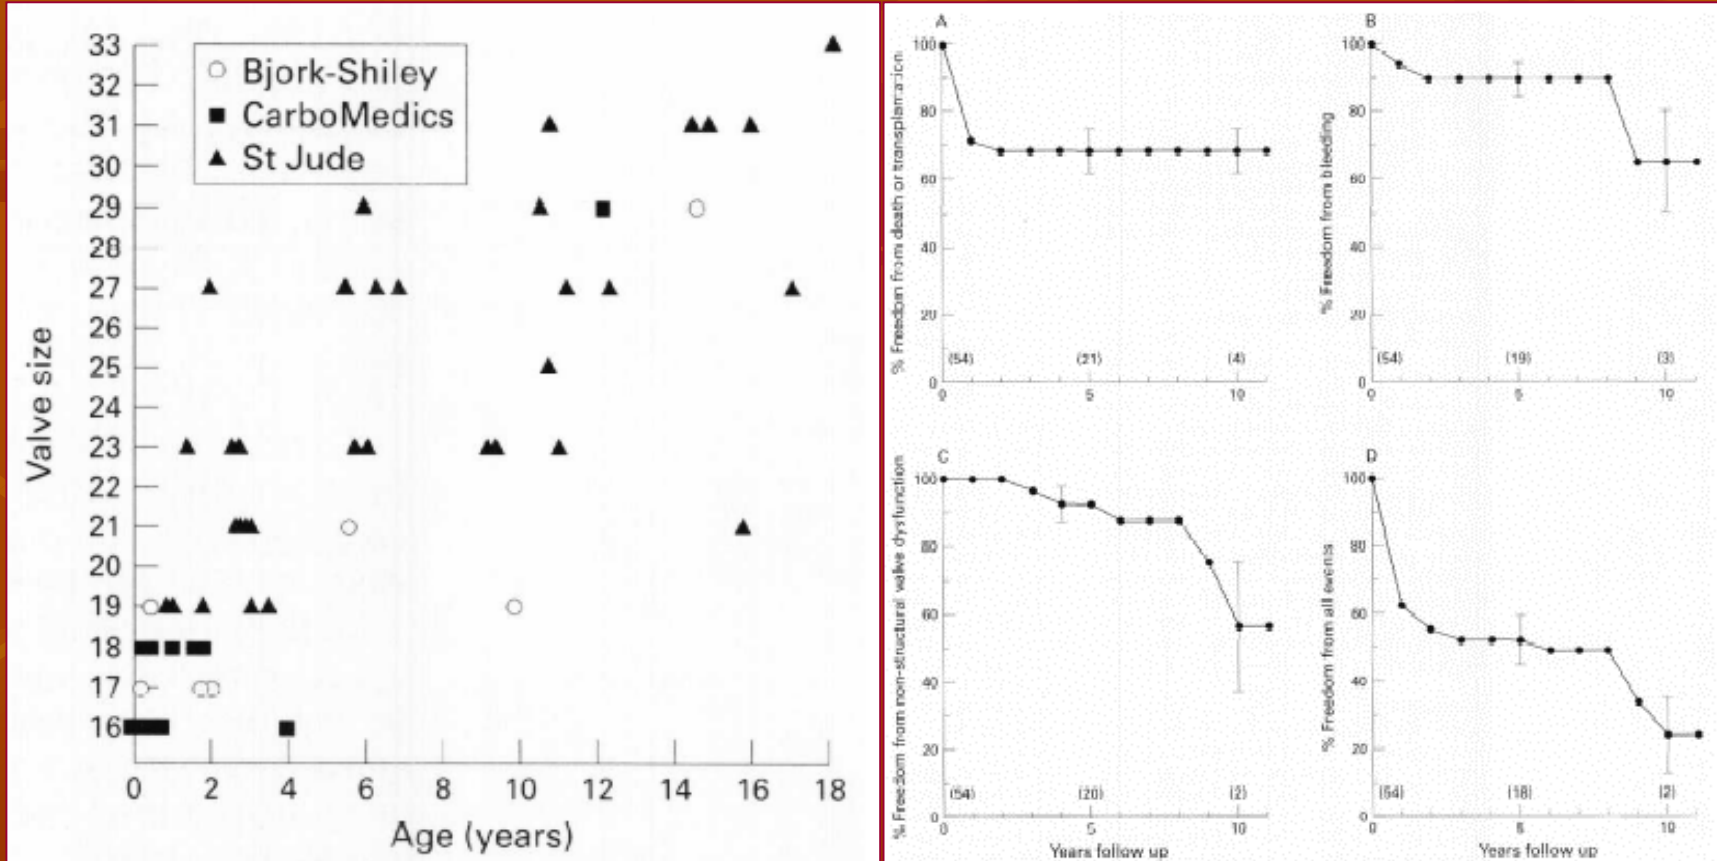 33
32
31
30
29
28
27
26
25
24
23
22
21
20
19
18
17
16
Valve size
Bjork-Shiley
CarboMedics
St Jude
0 2 4 6 8 10 12 14 16 18
Age (years)
A
% Freedom from death or transplantation
100
80
60
40
20
0
(54) (21) (4)
0 5 10
B
% Freedom from bleeding
100
80
60
40
20
0
(54) (19) (3)
0 5 10
C
% Freedom from non-structural valve dysfunction
100
80
60
40
20
0
(54) (20) (2)
0 5 10
Years follow up
D
% Freedom from all events
100
80
60
40
20
0
(54) (18) (2)
0 5 10
Years follow up